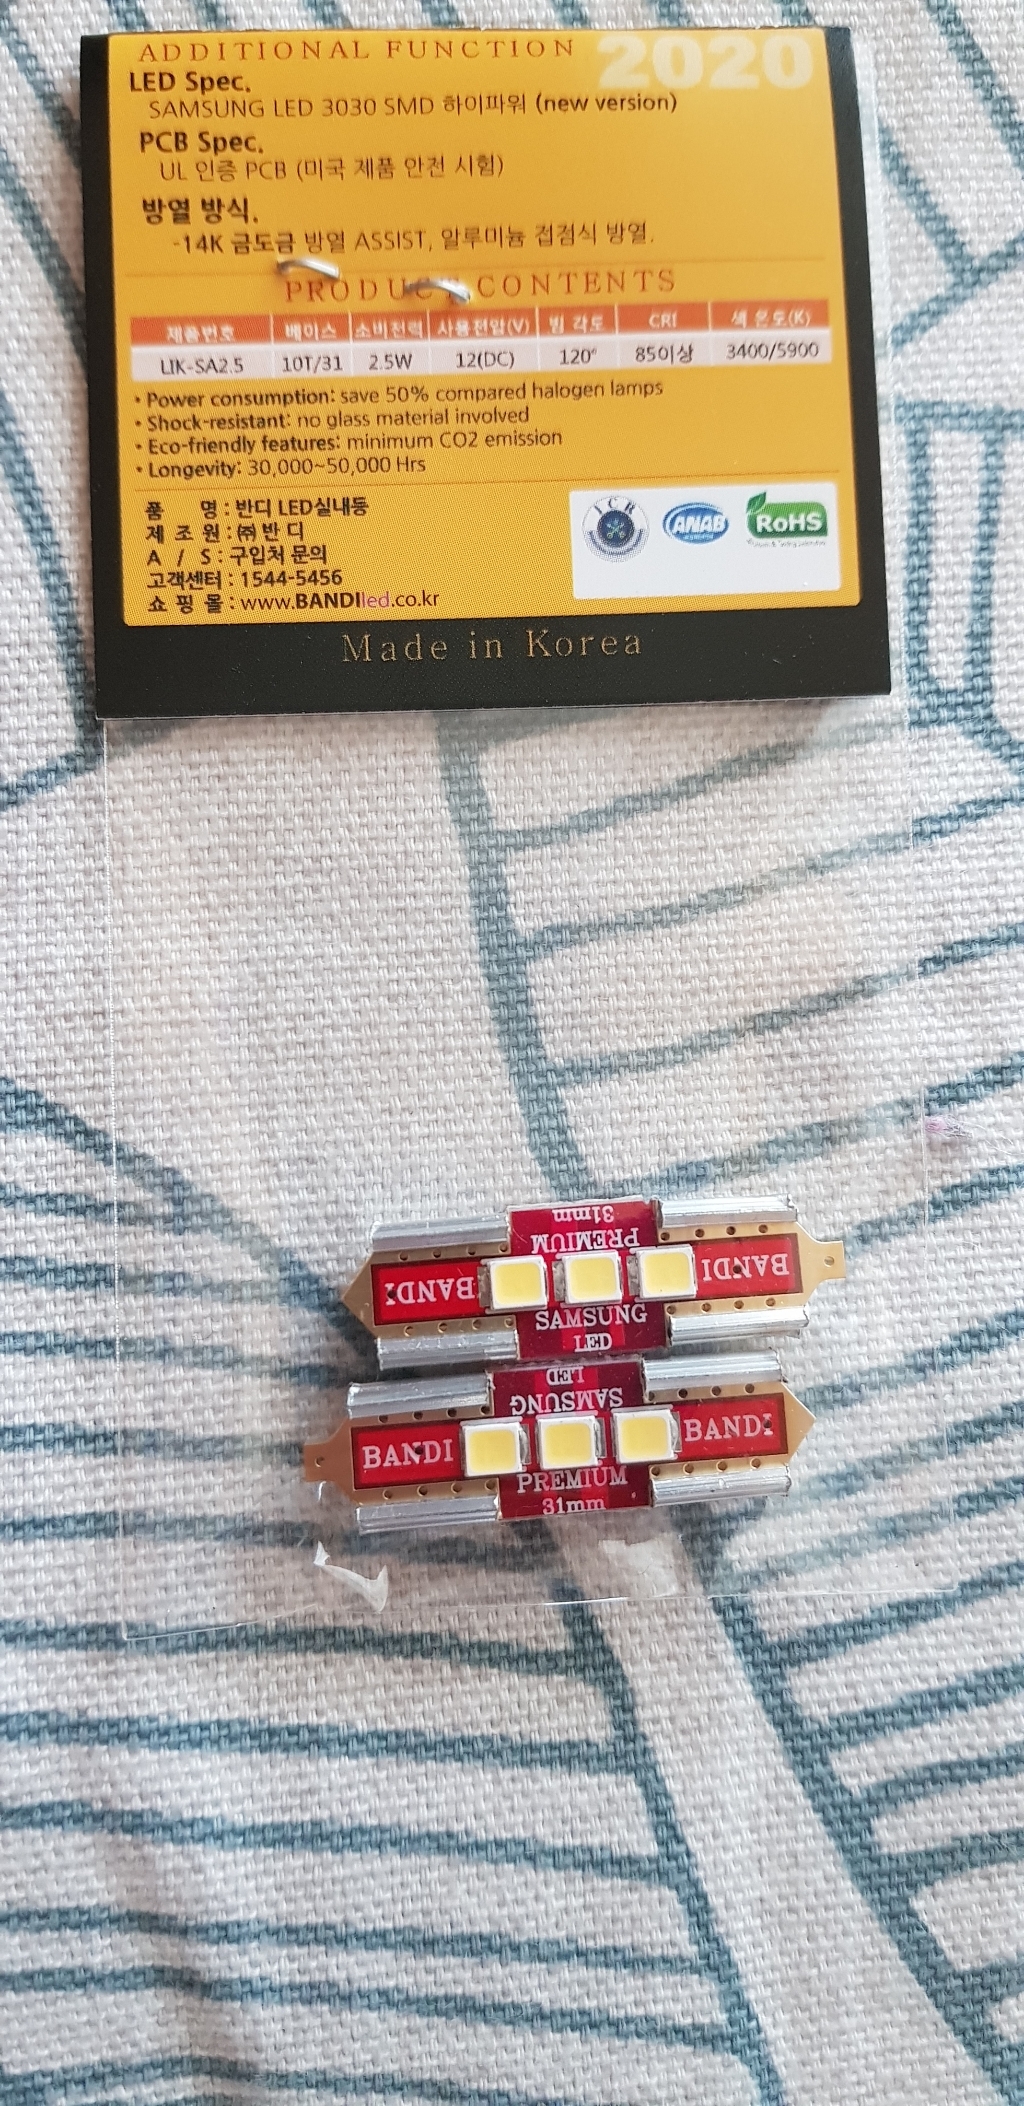 ADDITIONAL FUNCTION 2020
LED Spec.
SAMSUNG LED 3030 SMD 하이파워 (new version)
PCB Spec.
UL 인증 PCB (미국 제품 안전 시험)
방열 방식.
-14K 금도금 방열 ASSIST, 알루미늄 접점식 방열.
PRODUCT CONTENTS
제품번호 베이스 소비전력 사용전압(V) 빔 각도 CRI 색 온도(K)
LIK-SA2.5 10T/31 2.5W 12(DC) 120° 85이상 3400/5900
• Power consumption: save 50% compared halogen lamps
• Shock-resistant: no glass material involved
• Eco-friendly features: minimum CO2 emission
• Longevity: 30,000~50,000 Hrs
품 명 : 반디 LED실내등
제 조 원 : ㈜ 반 디
A / S : 구입처 문의
고객센터 : 1544-5456
쇼 핑 몰 : www.BANDIled.co.kr
ICR
ANAB
RoHS
Made in Korea
31mm
PREMIUM
BANDI BANDI
SAMSUNG
LED
LED
SAMSUNG
BANDI BANDI
PREMIUM
31mm